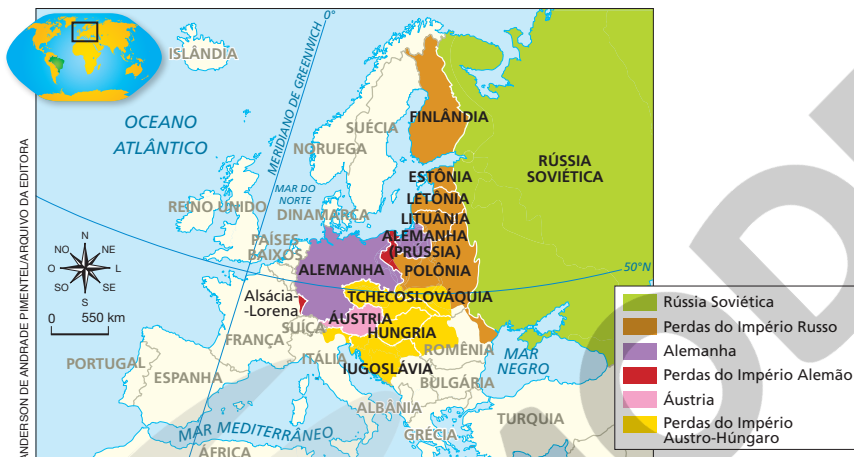 0°
ISLÂNDIA
MERIDIANO DE GREENWICH
OCEANO
ATLÂNTICO
FINLÂNDIA
SUÉCIA
NORUEGA
RÚSSIA
SOVIÉTICA
ESTÔNIA
MAR DO
NORTE
LETÔNIA
REINO UNIDO
DINAMARCA
LITUÂNIA
PAÍSES
BAIXOS
ALEMANHA
(PRÚSSIA)
ALEMANHA
POLÔNIA
50°N
N
NO
NE
O
L
SO
SE
S
0
550 km
Alsácia-
-Lorena
TCHECOSLOVÁQUIA
ÁUSTRIA
SUÍÇA
HUNGRIA
FRANÇA
ROMÊNIA
ITÁLIA
MAR
NEGRO
PORTUGAL
ESPANHA
IUGOSLÁVIA
BULGÁRIA
ALBÂNIA
TURQUIA
MAR MEDITERRÂNEO
GRÉCIA
ÁFRICA
Rússia Soviética
Perdas do Império Russo
Alemanha
Perdas do Império Alemão
Áustria
Perdas do Império
Austro-Húngaro
ANDERSON DE ANDRADE PIMENTEL/ARQUIVO DA EDITORA